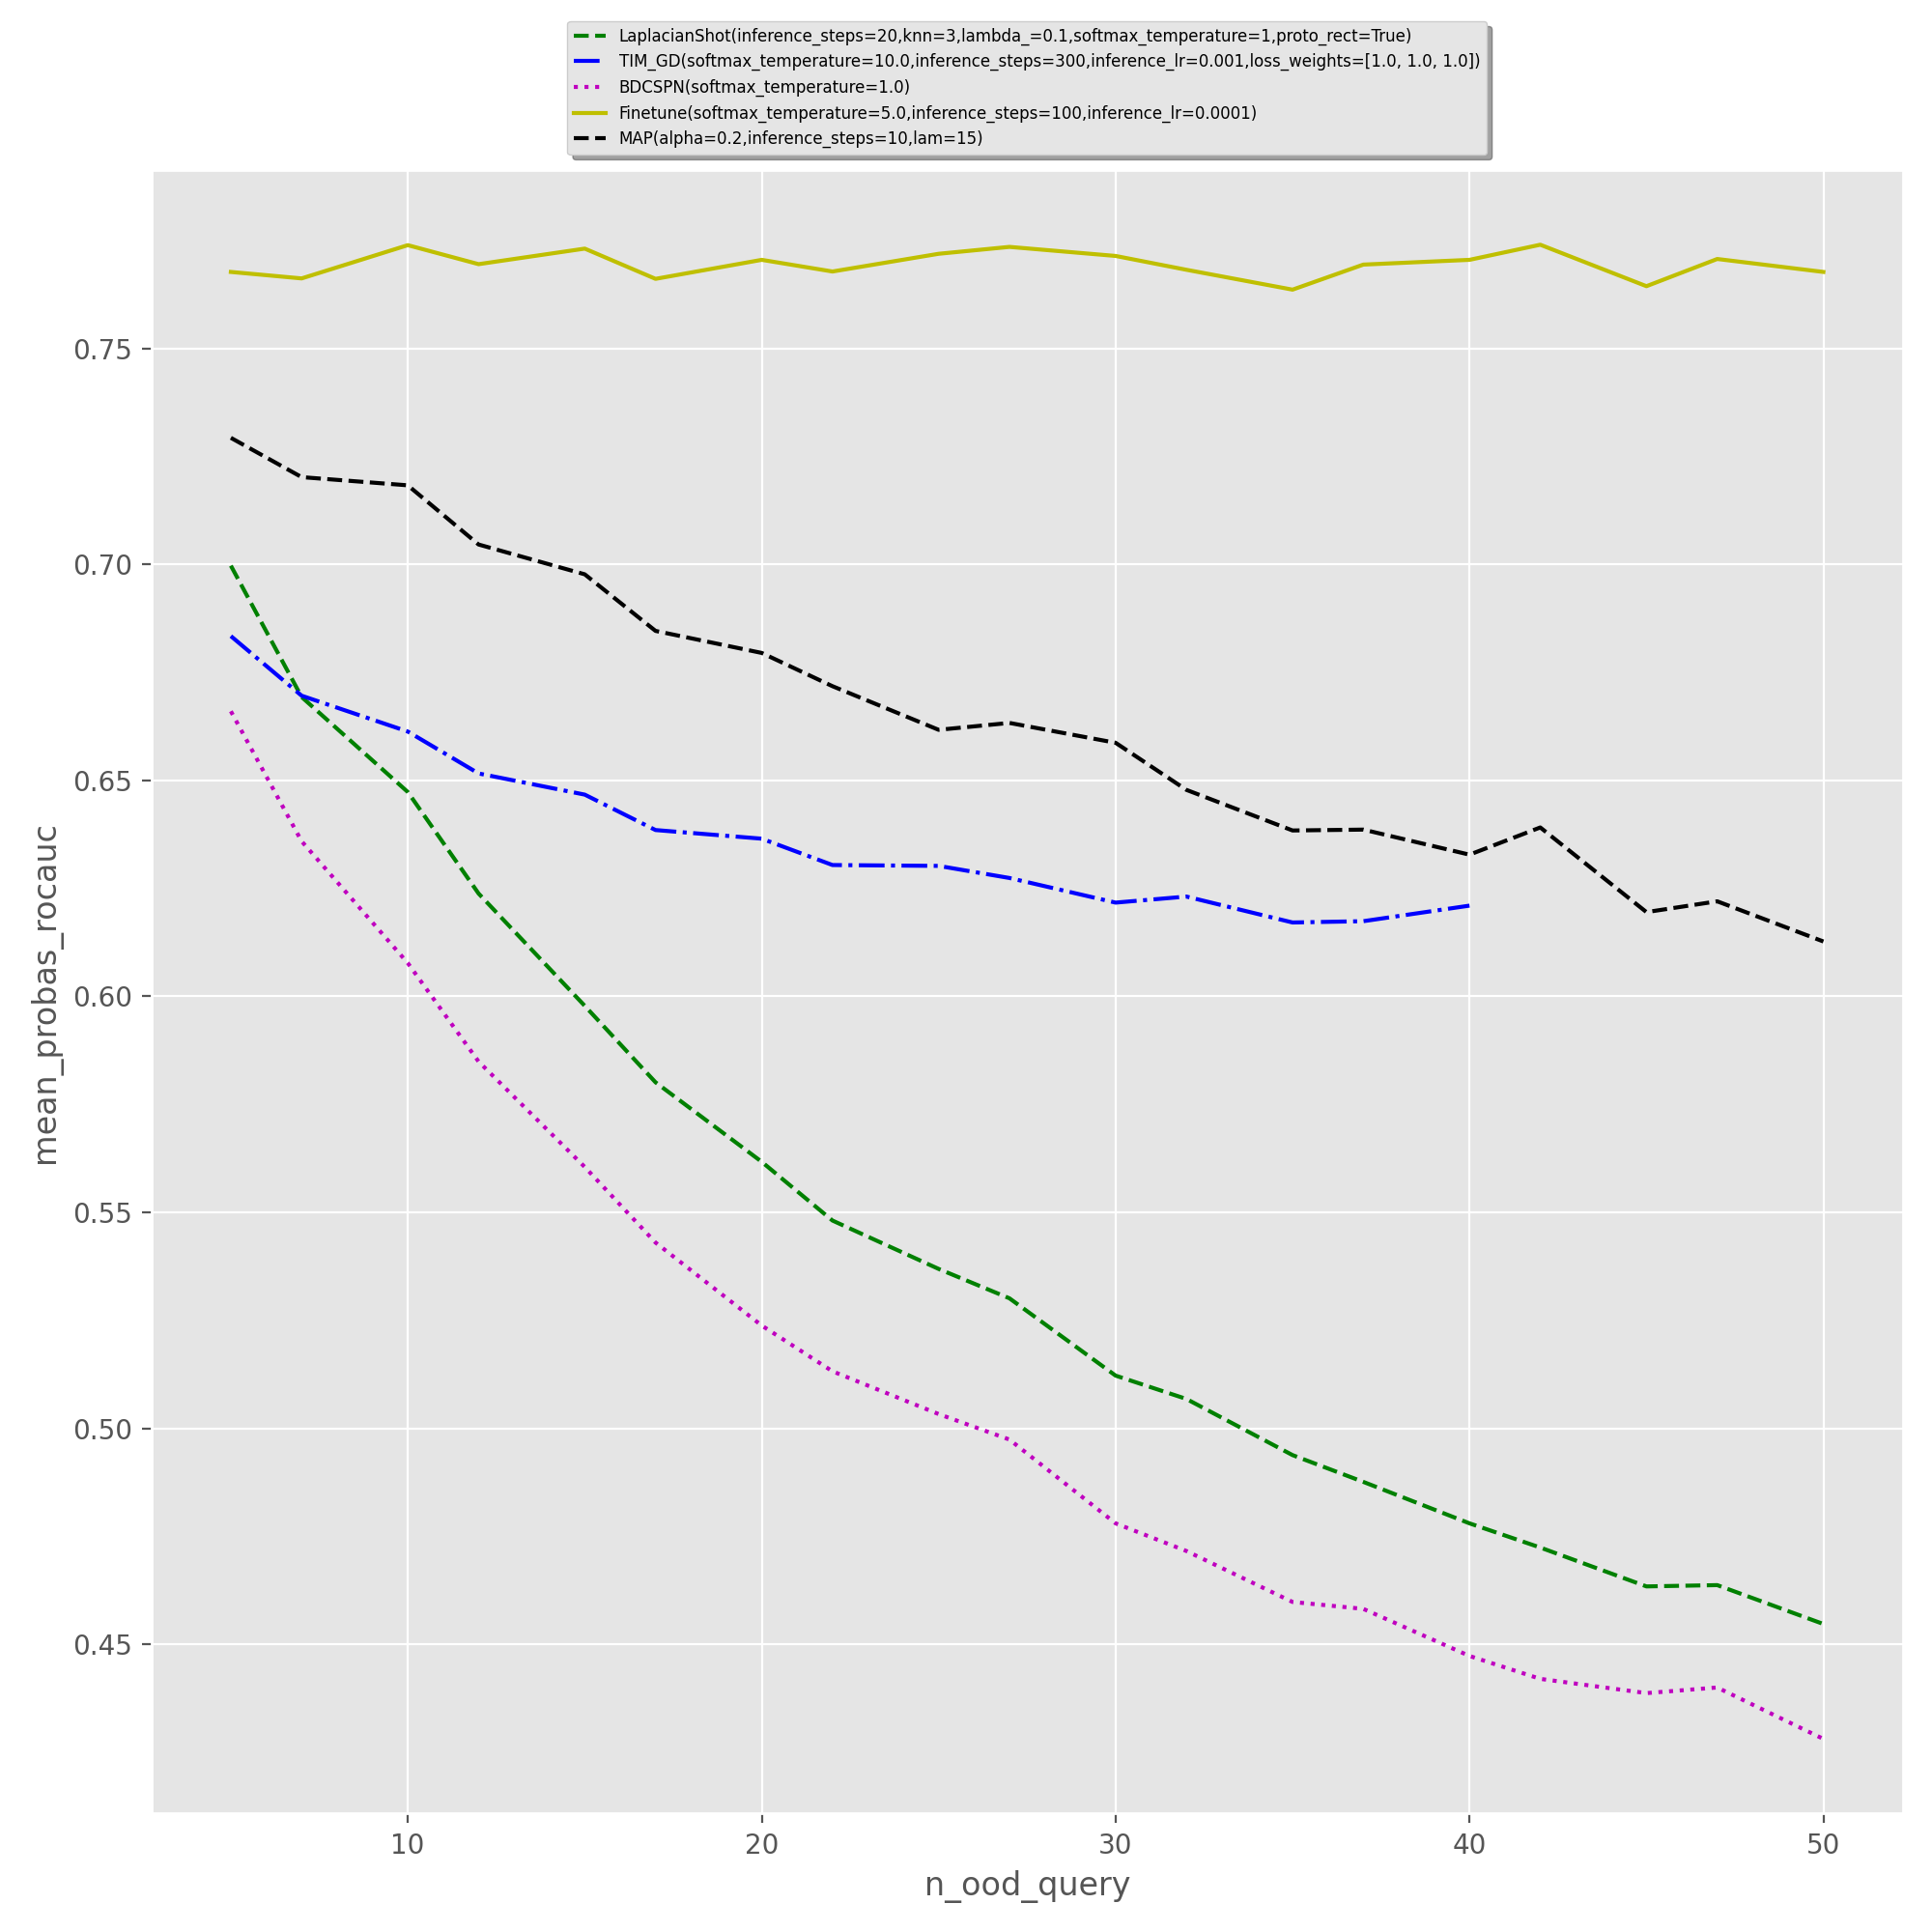 LaplacianShot(inference_steps=20,knn=3,lambda_=0.1,softmax_temperature=1,proto_rect=True)
TIM_GD(softmax_temperature=10.0,inference_steps=300,inference_lr=0.001,loss_weights=[1.0, 1.0, 1.0])
BDCSPN(softmax_temperature=1.0)
Finetune(softmax_temperature=5.0,inference_steps=100,inference_lr=0.0001)
MAP(alpha=0.2,inference_steps=10,lam=15)
mean_probas_rocauc
0.75
0.70
0.65
0.60
0.55
0.50
0.45
10 20 30 40 50
n_ood_query